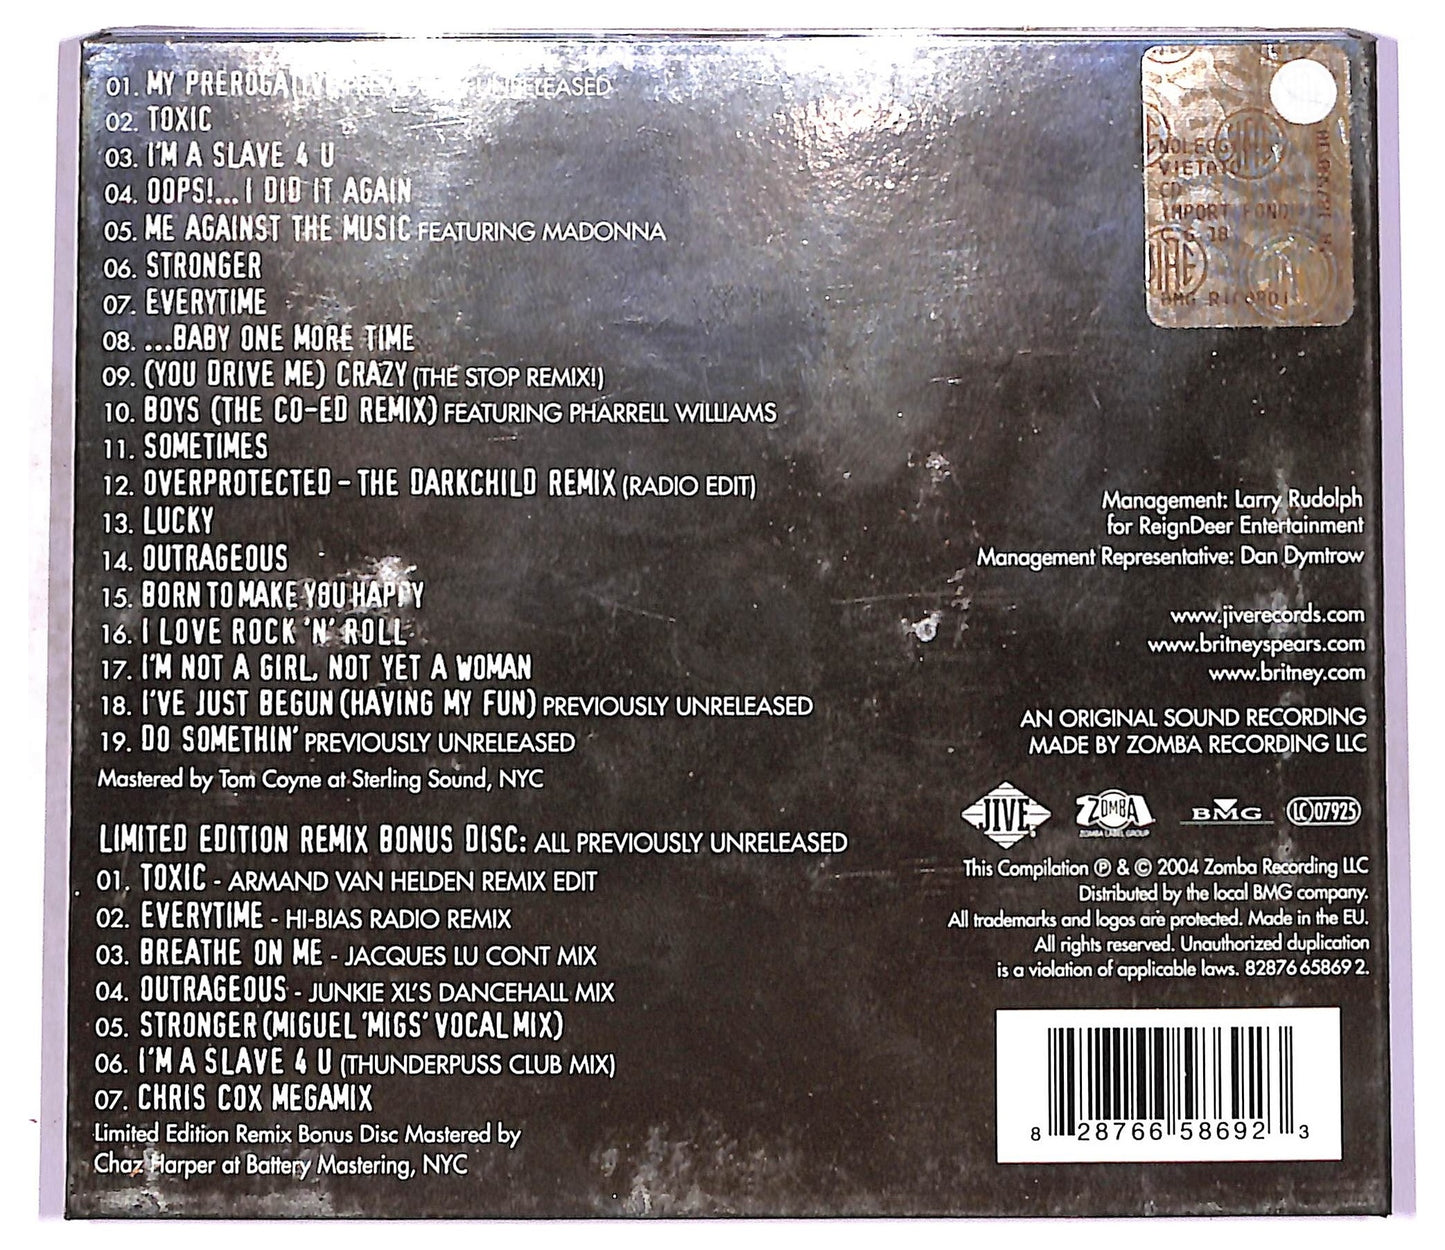 01. MY PREROGATIVE PREVIOUSLY UNRELEASED
02. TOXIC
03. I'M A SLAVE 4 U
04. OOPS!... I DID IT AGAIN
05. ME AGAINST THE MUSIC FEATURING MADONNA
06. STRONGER
07. EVERYTIME
08. ...BABY ONE MORE TIME
09. (YOU DRIVE ME) CRAZY (THE STOP REMIX!)
10. BOYS (THE CO-ED REMIX) FEATURING PHARRELL WILLIAMS
11. SOMETIMES
12. OVERPROTECTED - THE DARKCHILD REMIX (RADIO EDIT)
13. LUCKY
14. OUTRAGEOUS
15. BORN TO MAKE YOU HAPPY
16. I LOVE ROCK 'N' ROLL
17. I'M NOT A GIRL, NOT YET A WOMAN
18. I'VE JUST BEGUN (HAVING MY FUN) PREVIOUSLY UNRELEASED
19. DO SOMETHIN' PREVIOUSLY UNRELEASED
Mastered by Tom Coyne at Sterling Sound, NYC
LIMITED EDITION REMIX BONUS DISC: ALL PREVIOUSLY UNRELEASED
01. TOXIC - ARMAND VAN HELDEN REMIX EDIT
02. EVERYTIME - HI-BIAS RADIO REMIX
03. BREATHE ON ME - JACQUES LU CONT MIX
04. OUTRAGEOUS - JUNKIE XL'S DANCEHALL MIX
05. STRONGER (MIGUEL 'MIGS' VOCAL MIX)
06. I'M A SLAVE 4 U (THUNDERPUSS CLUB MIX)
07. CHRIS COX MEGAMIX
Limited Edition Remix Bonus Disc Mastered by
Chaz Harper at Battery Mastering, NYC
NOLEGG
VIETAT
CD
IMPORT FONO
BMG RICORDI
Management: Larry Rudolph
for ReignDeer Entertainment
Management Representative: Dan Dymtrow
www.jiverecords.com
www.britneyspears.com
www.britney.com
AN ORIGINAL SOUND RECORDING
MADE BY ZOMBA RECORDING LLC
JIVE ZOMBA BMG LC 07925
ZOMBA LABEL GROUP
This Compilation ℗ & © 2004 Zomba Recording LLC
Distributed by the local BMG company.
All trademarks and logos are protected. Made in the EU.
All rights reserved. Unauthorized duplication
is a violation of applicable laws. 82876 65869 2.
8 28766 58692 3